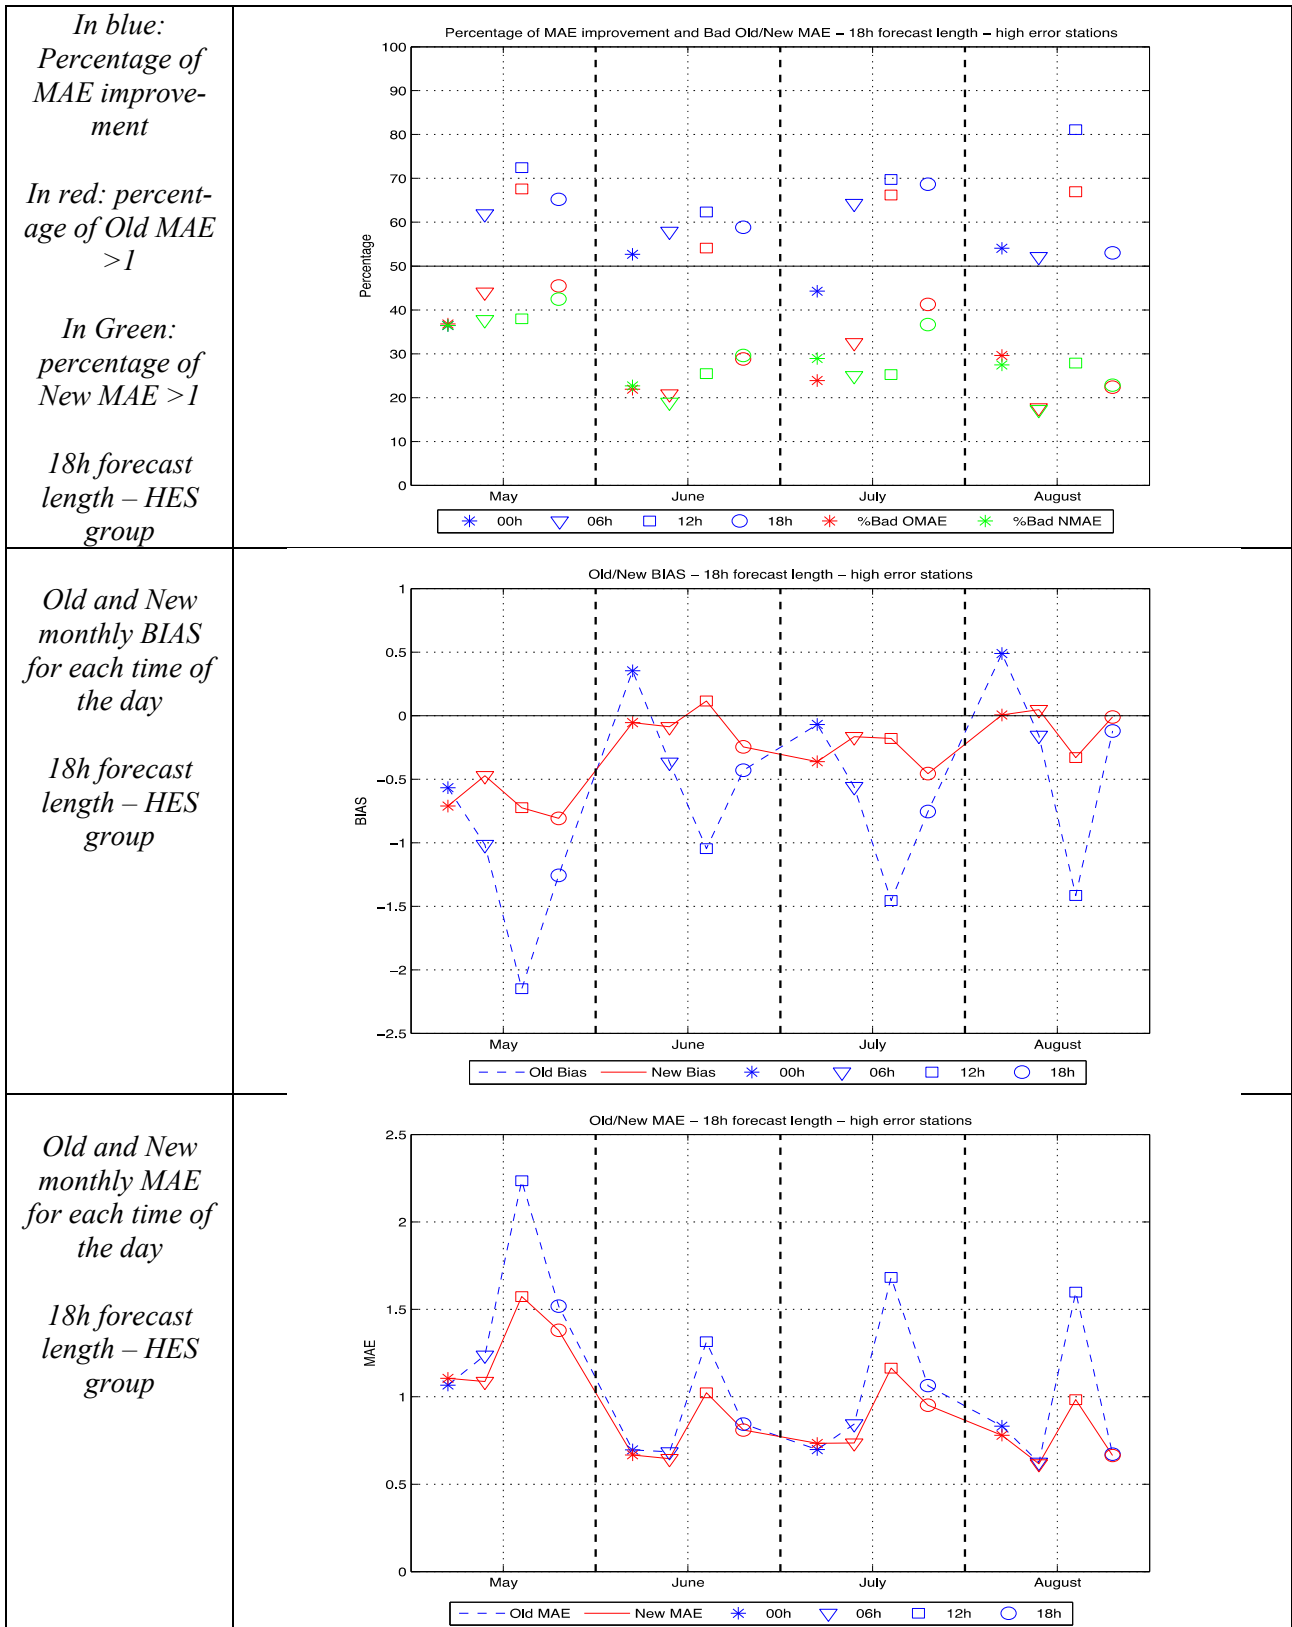 In blue:
Percentage of
MAE improve-
ment
In red: percent-
age of Old MAE
>1
In Green:
percentage of
New MAE >1
18h forecast
length – HES
group
Percentage of MAE improvement and Bad Old/New MAE – 18h forecast length – high error stations
100
90
80
70
60
50
40
30
20
10
0
Percentage
May June July August
00h 06h 12h 18h %Bad OMAE %Bad NMAE
Old and New
monthly BIAS
for each time of
the day
18h forecast
length – HES
group
Old/New BIAS – 18h forecast length – high error stations
1
0.5
0
−0.5
−1
−1.5
−2
−2.5
BIAS
May June July August
Old Bias New Bias 00h 06h 12h 18h
Old and New
monthly MAE
for each time of
the day
18h forecast
length – HES
group
Old/New MAE – 18h forecast length – high error stations
2.5
2
1.5
1
0.5
0
MAE
May June July August
Old MAE New MAE 00h 06h 12h 18h